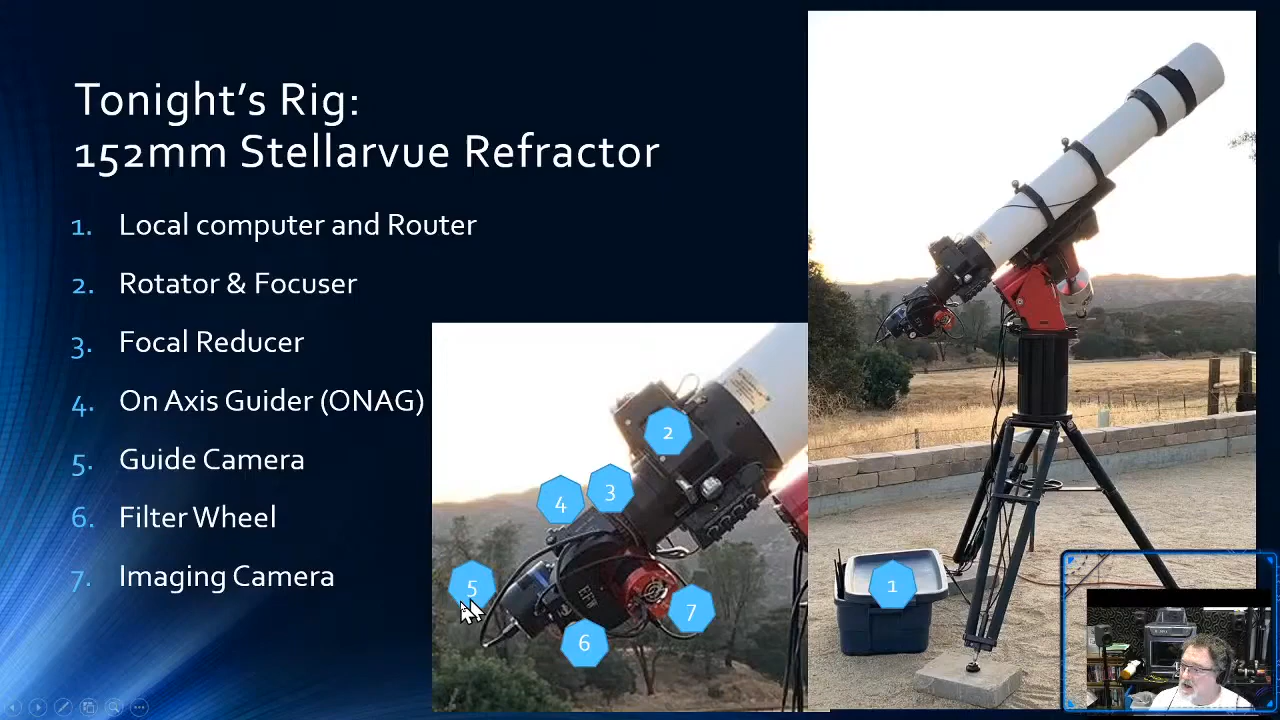 Tonight's Rig:
152mm Stellarvue Refractor
1. Local computer and Router
2. Rotator & Focuser
3. Focal Reducer
4. On Axis Guider (ONAG)
5. Guide Camera
6. Filter Wheel
7. Imaging Camera
2
3
4
5
EFW
7
6
1